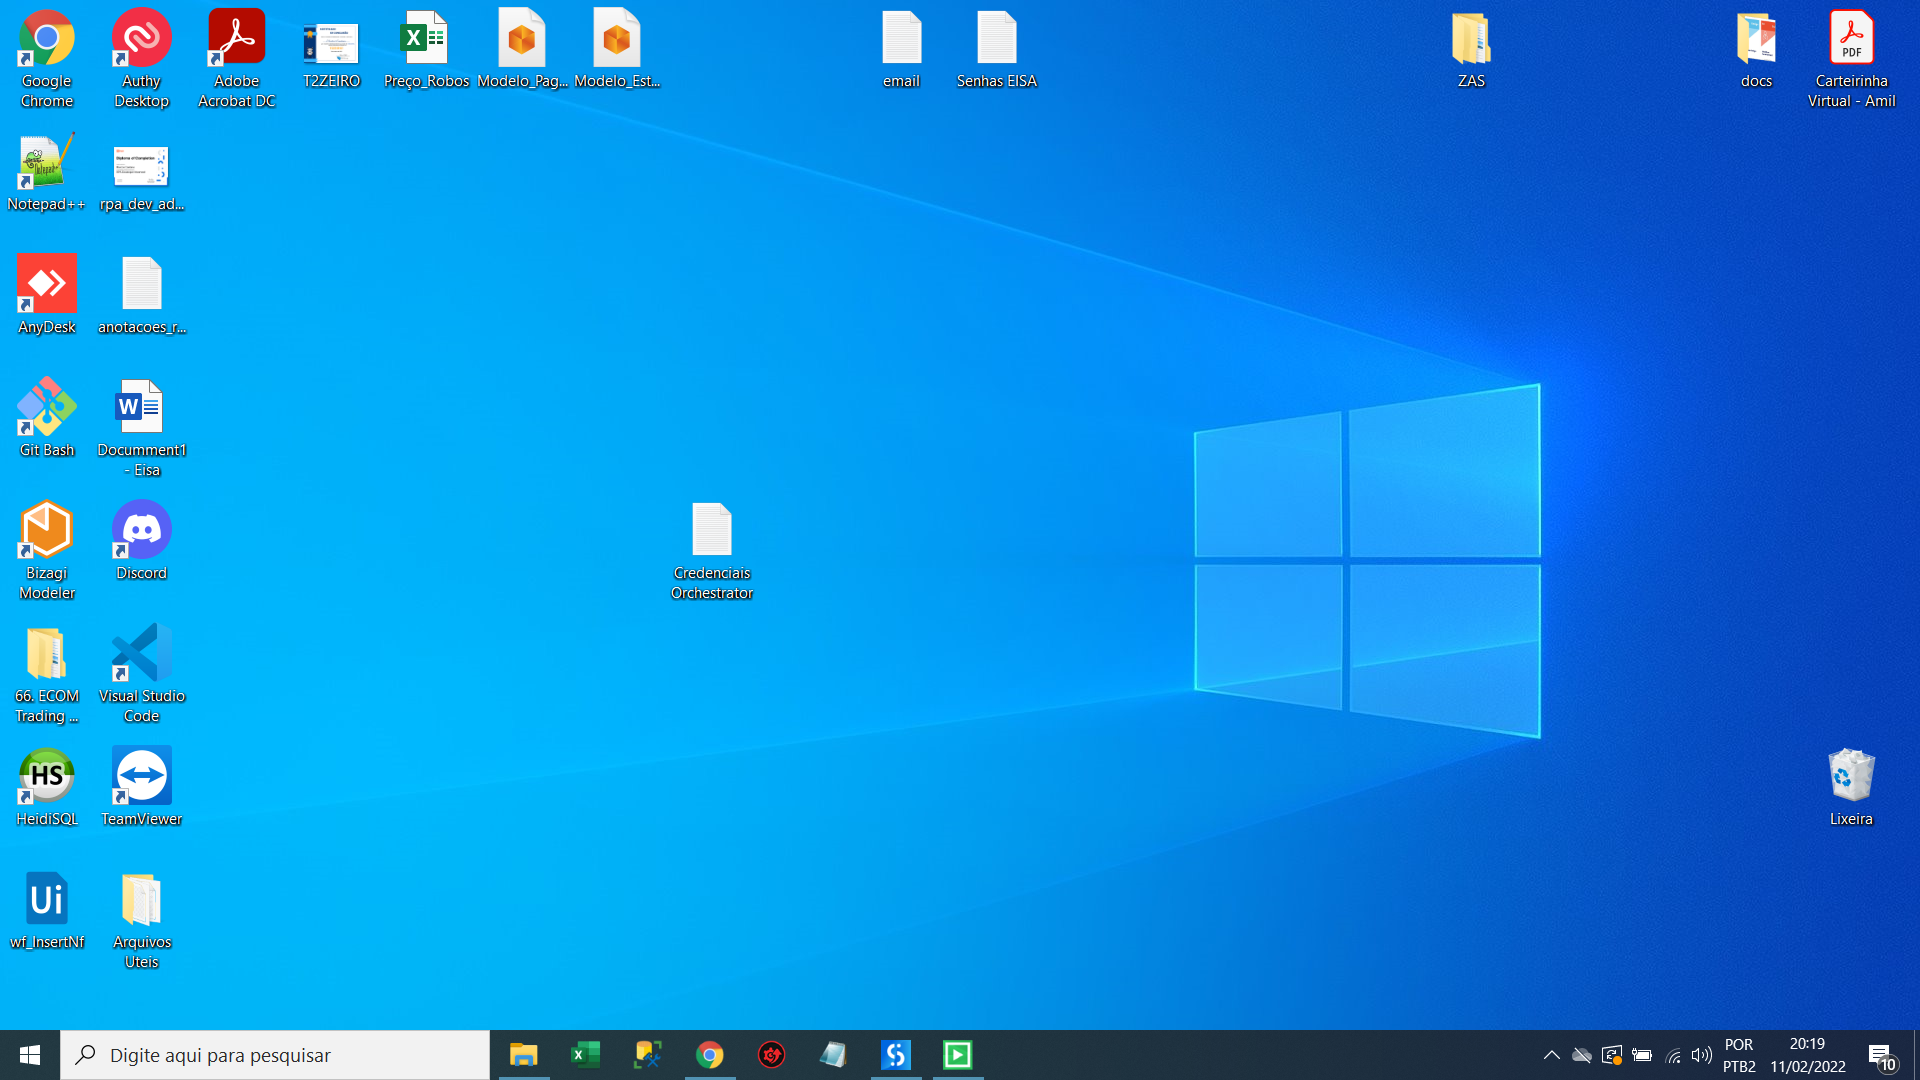 Google
Chrome
Authy
Desktop
Adobe
Acrobat DC
T2ZEIRO
Preço_Robos
Modelo_Pag...
Modelo_Est...
email
Senhas EISA
ZAS
docs
PDF
Carteirinha
Virtual - Amil
Notepad++
rpa_dev_ad...
AnyDesk
anotacoes_r...
Git Bash
W
Documment1
- Eisa
Bizagi
Modeler
Discord
Credenciais
Orchestrator
66. ECOM
Trading ...
Visual Studio
Code
HS
HeidiSQL
TeamViewer
Lixeira
Ui
wf_InsertNf
Arquivos
Uteis
Digite aqui para pesquisar
POR
PTB2
20:19
11/02/2022
10